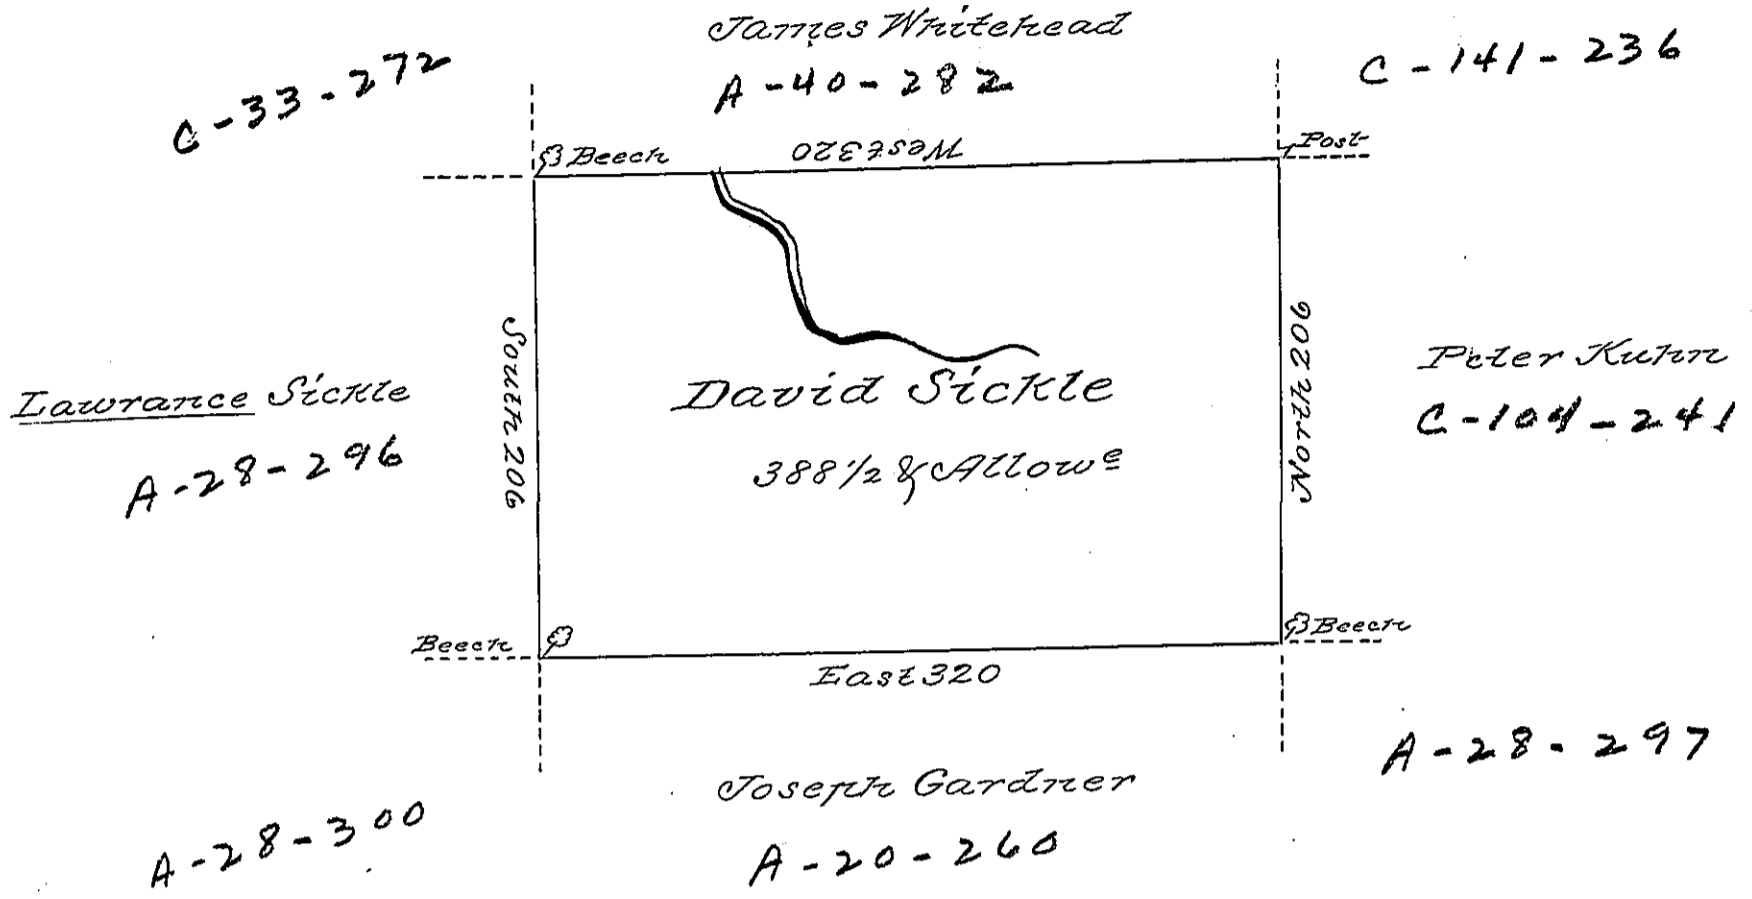 James Whitehead
C-33-272
A-40-282
C-141-236
Beech
West 320
Post
South 206
North 206
Peter Kuhn
Lawrance Sickle
David Sickle
C-104-241
A-28-296
388 1/2 & Allowe
Beech
Beech
East 320
A-28-297
Joseph Gardner
A-28-300
A-20-260